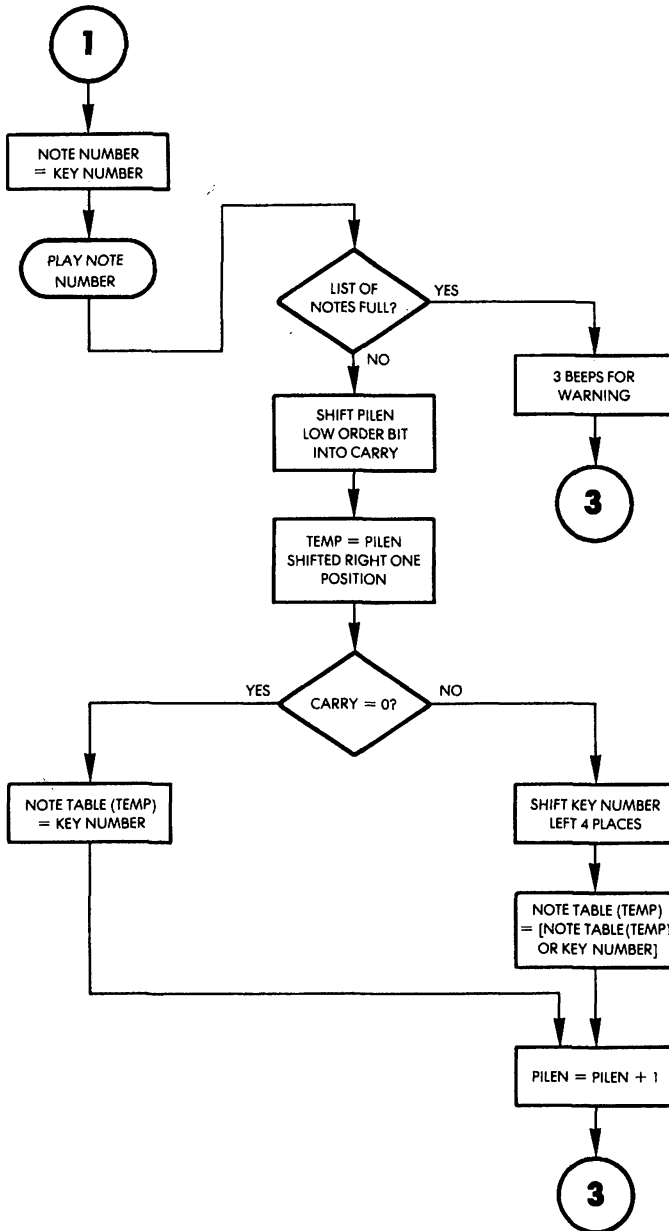 1
NOTE NUMBER
= KEY NUMBER
PLAY NOTE
NUMBER
LIST OF
NOTES FULL?
YES
NO
3 BEEPS FOR
WARNING
3
SHIFT PILEN
LOW ORDER BIT
INTO CARRY
TEMP = PILEN
SHIFTED RIGHT ONE
POSITION
CARRY = 0?
YES
NO
NOTE TABLE (TEMP)
= KEY NUMBER
SHIFT KEY NUMBER
LEFT 4 PLACES
NOTE TABLE (TEMP)
= [NOTE TABLE (TEMP)
OR KEY NUMBER]
PILEN = PILEN + 1
3